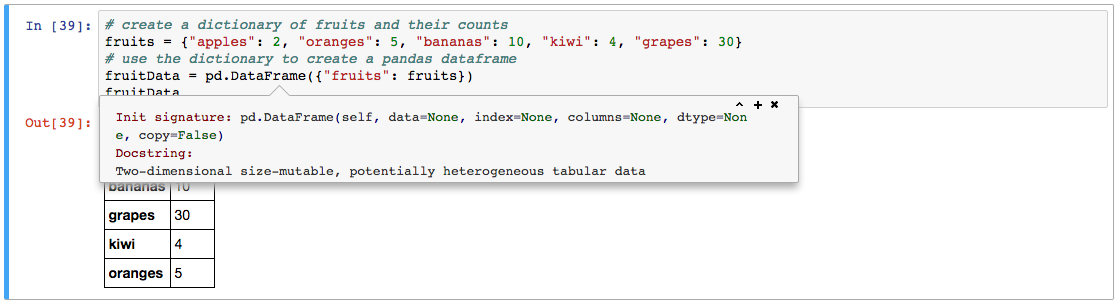 In [39]: # create a dictionary of fruits and their counts
fruits = {"apples": 2, "oranges": 5, "bananas": 10, "kiwi": 4, "grapes": 30}
# use the dictionary to create a pandas dataframe
fruitData = pd.DataFrame({"fruits": fruits})
fruitData
Out[39]:
Init signature: pd.DataFrame(self, data=None, index=None, columns=None, dtype=Non
e, copy=False)
Docstring:
Two-dimensional size-mutable, potentially heterogeneous tabular data
bananas 10
grapes 30
kiwi 4
oranges 5